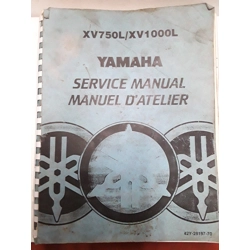 XV750L/XV1000L
YAMAHA
SERVICE MANUAL
MANUEL D'ATELIER